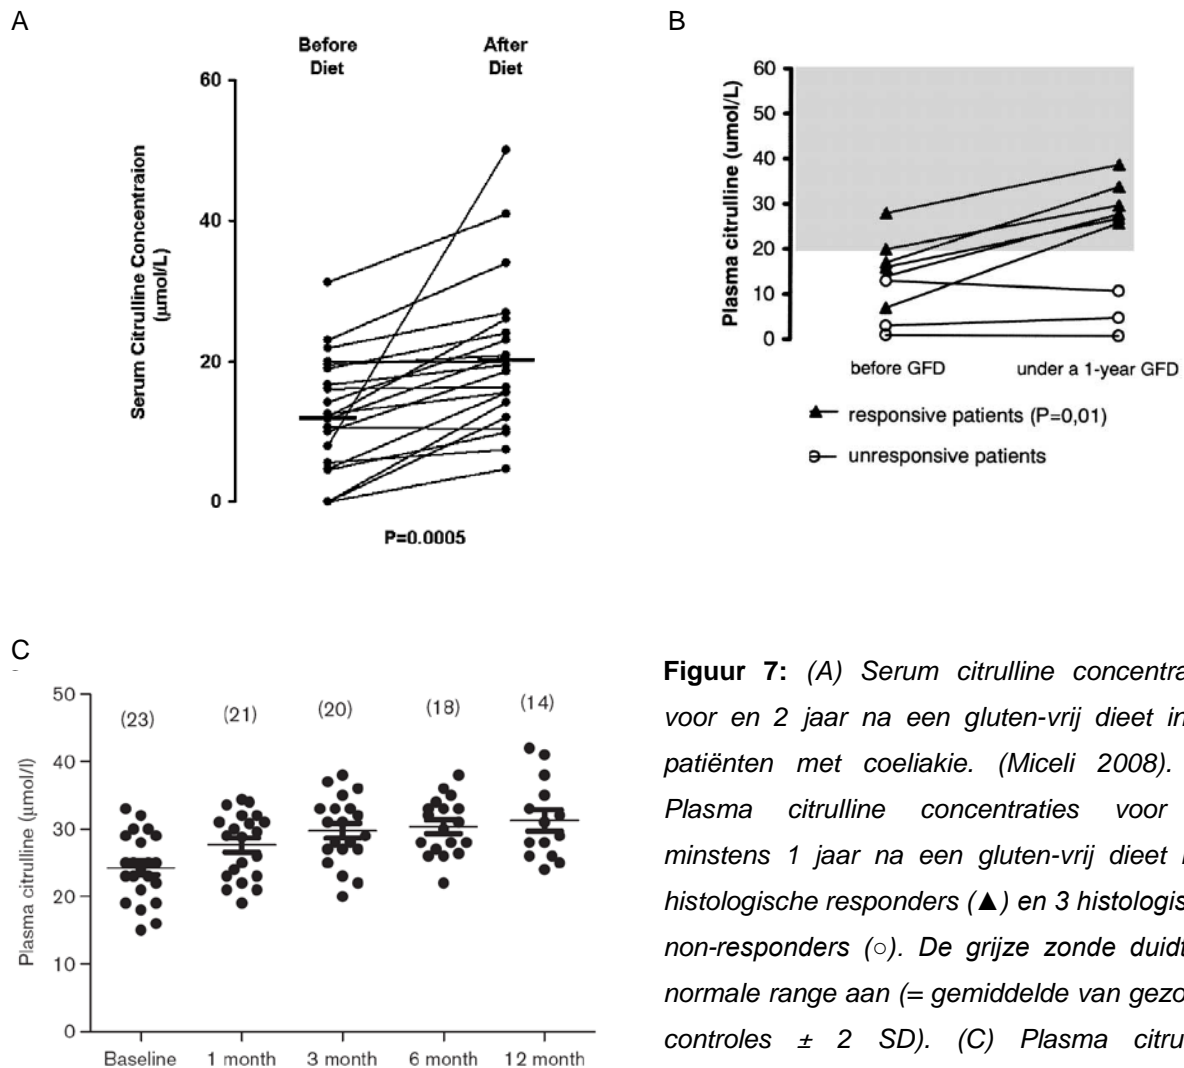 A
Before
Diet
After
Diet
60
40
20
0
Serum Citrulline Concentraion
(µmol/L)
P=0.0005
B
60
50
40
30
20
10
0
Plasma citrulline (umol/L)
before GFD
under a 1-year GFD
responsive patients (P=0,01)
unresponsive patients
C
50
40
30
20
10
0
Plasma citrulline (µmol/l)
(23)
(21)
(20)
(18)
(14)
Baseline
1 month
3 month
6 month
12 month
Figuur 7: (A) Serum citrulline concentra
voor en 2 jaar na een gluten-vrij dieet in
patiënten met coeliakie. (Miceli 2008).
Plasma citrulline concentraties voor
minstens 1 jaar na een gluten-vrij dieet
histologische responders (▲) en 3 histologis
non-responders (○). De grijze zonde duidt
normale range aan (= gemiddelde van gezo
controles ± 2 SD). (C) Plasma citru